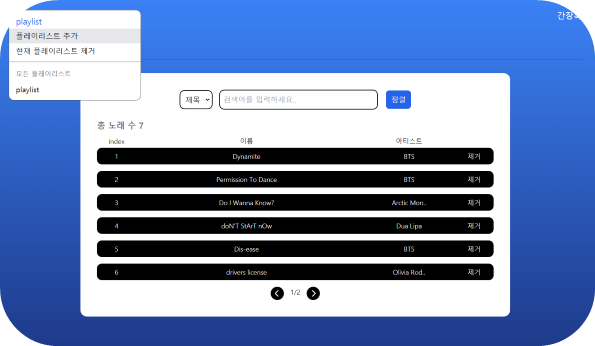 간장
playlist
플레이리스트 추가
현재 플레이리스트 제거
모든 플레이리스트
playlist
제목 검색어를 입력하세요.. 정렬
총 노래 수 7
index 이름 아티스트
1 Dynamite BTS 제거
2 Permission To Dance BTS 제거
3 Do I Wanna Know? Arctic Mon.. 제거
4 doN'T StArT nOw Dua Lipa 제거
5 Dis-ease BTS 제거
6 drivers license Olivia Rod.. 제거
1/2